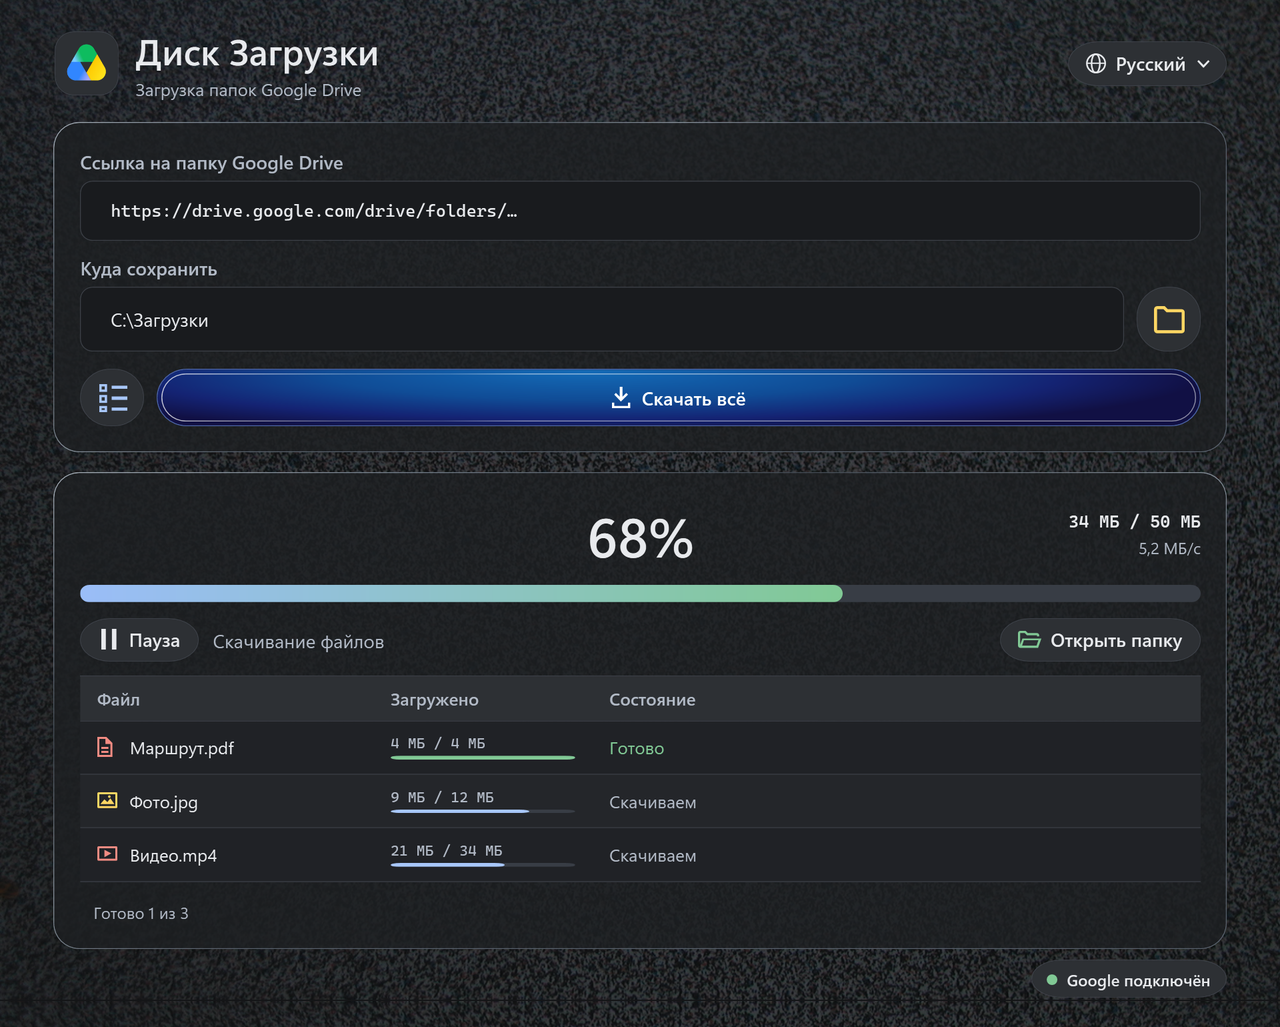 Диск Загрузки
Загрузка папок Google Drive
Русский
Ссылка на папку Google Drive
https://drive.google.com/drive/folders/…
Куда сохранить
C:\Загрузки
Скачать всё
68%
34 МБ / 50 МБ
5,2 МБ/с
Пауза
Скачивание файлов
Открыть папку
Файл Загружено Состояние
Маршрут.pdf 4 МБ / 4 МБ Готово
Фото.jpg 9 МБ / 12 МБ Скачиваем
Видео.mp4 21 МБ / 34 МБ Скачиваем
Готово 1 из 3
Google подключён